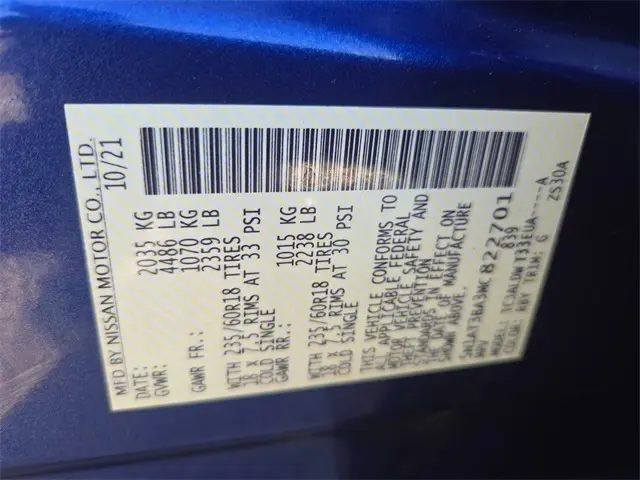 MFD BY NISSAN MOTOR CO., LTD.
DATE: 10/21
GVWR: 2035 KG
4486 LB
GAWR FR.: 1070 KG
2359 LB
WITH 235/60R18 TIRES
18 X 7.5 RIMS AT 33 PSI
COLD SINGLE
GAWR RR.: 1015 KG
2238 LB
WITH 235/60R18 TIRES
18 X 7.5 RIMS AT 30 PSI
COLD SINGLE
THIS VEHICLE CONFORMS TO
ALL APPLICABLE FEDERAL
MOTOR VEHICLE SAFETY AND
THEFT PREVENTION
STANDARDS IN EFFECT ON
THE DATE OF MANUFACTURE
SHOWN ABOVE.
5N1AT3BA3MC822701
MPV 839
MODEL:
COLOR: RBY TRIM: G
ZS30A